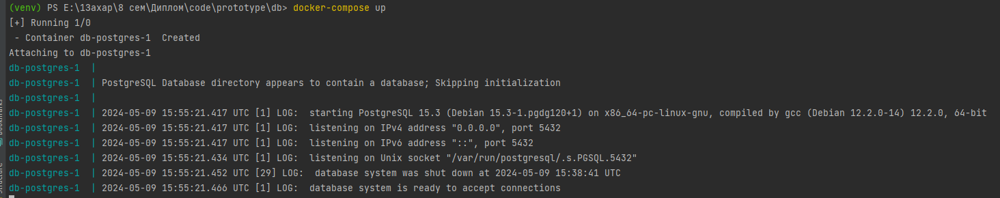 (venv) PS E:\13ахар\8 сем\Диплом\code\prototype\db> docker-compose up
[+] Running 1/0
 - Container db-postgres-1  Created
Attaching to db-postgres-1
db-postgres-1  |
db-postgres-1  | PostgreSQL Database directory appears to contain a database; Skipping initialization
db-postgres-1  |
db-postgres-1  | 2024-05-09 15:55:21.417 UTC [1] LOG:  starting PostgreSQL 15.3 (Debian 15.3-1.pgdg120+1) on x86_64-pc-linux-gnu, compiled by gcc (Debian 12.2.0-14) 12.2.0, 64-bit
db-postgres-1  | 2024-05-09 15:55:21.417 UTC [1] LOG:  listening on IPv4 address "0.0.0.0", port 5432
db-postgres-1  | 2024-05-09 15:55:21.417 UTC [1] LOG:  listening on IPv6 address "::", port 5432
db-postgres-1  | 2024-05-09 15:55:21.434 UTC [1] LOG:  listening on Unix socket "/var/run/postgresql/.s.PGSQL.5432"
db-postgres-1  | 2024-05-09 15:55:21.452 UTC [29] LOG:  database system was shut down at 2024-05-09 15:38:41 UTC
db-postgres-1  | 2024-05-09 15:55:21.466 UTC [1] LOG:  database system is ready to accept connections